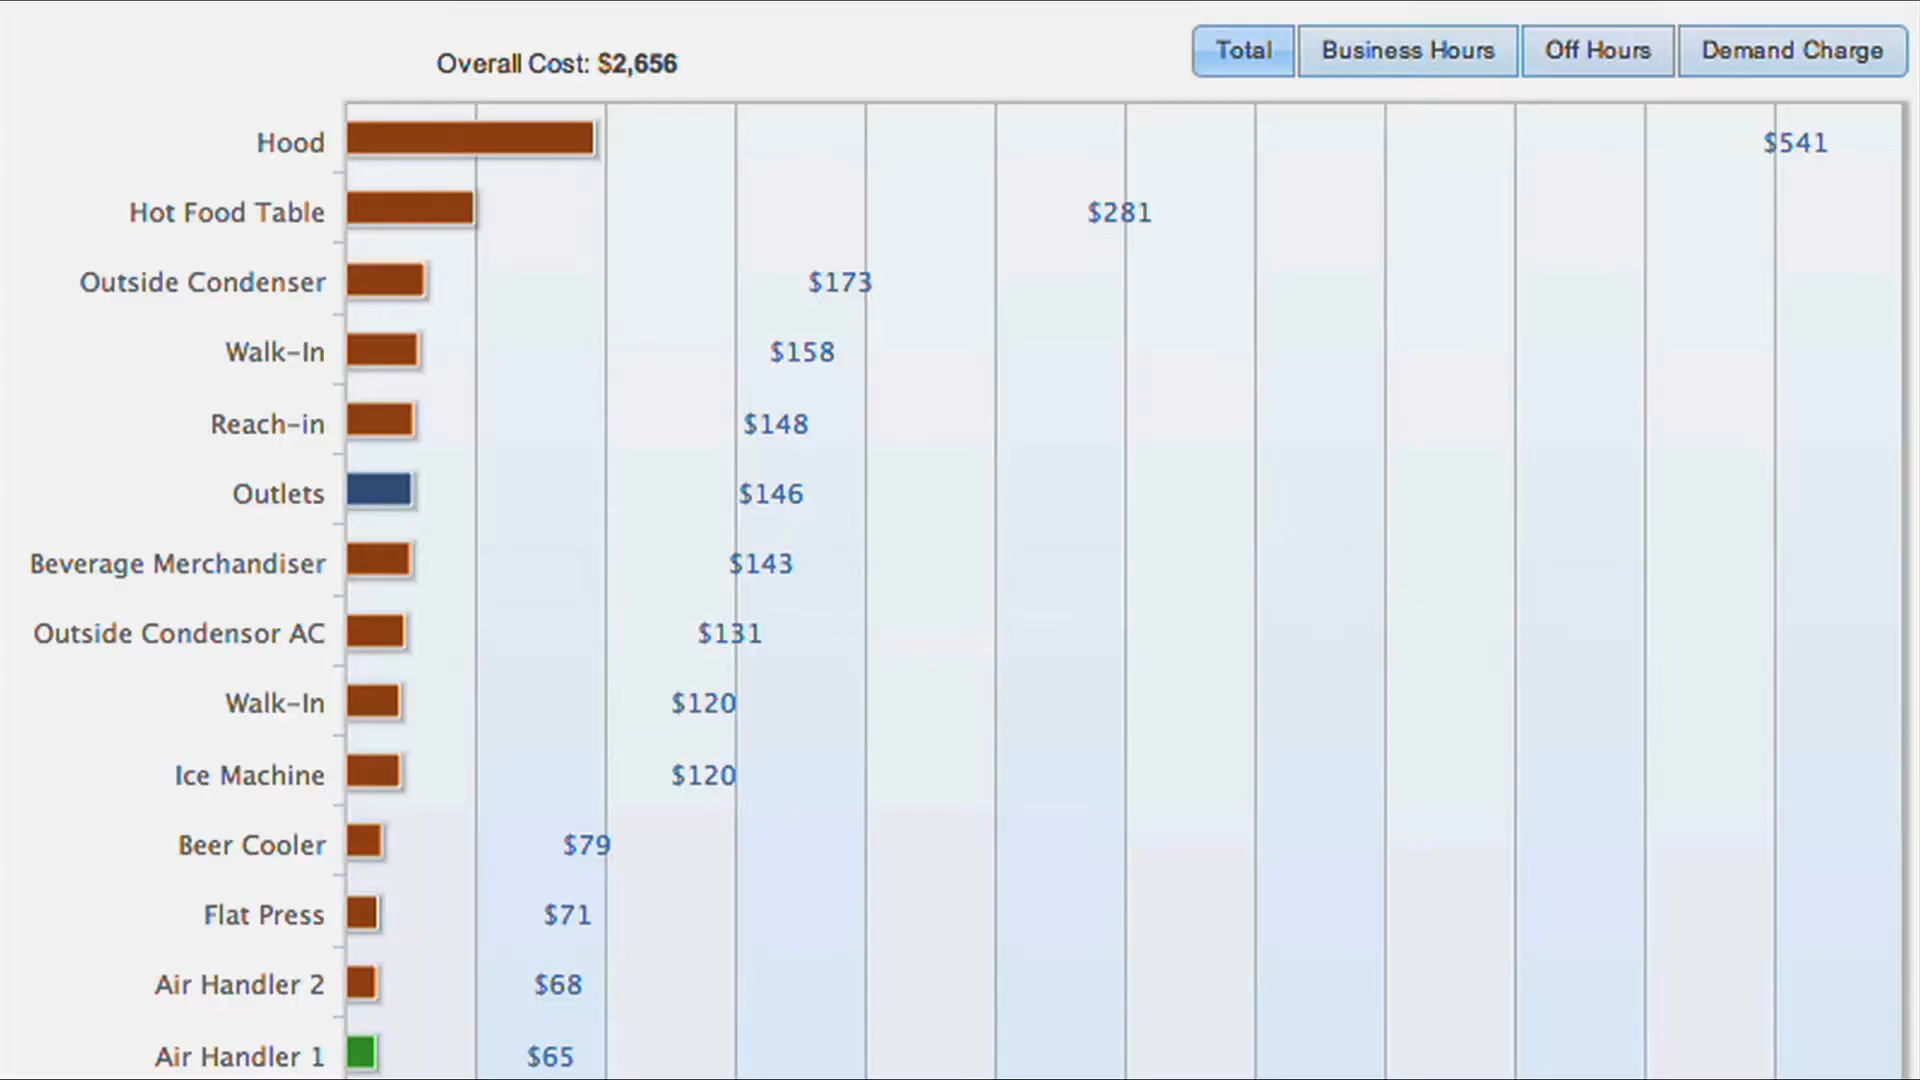 Overall Cost: $2,656
Total
Business Hours
Off Hours
Demand Charge
Hood $541
Hot Food Table $281
Outside Condenser $173
Walk-In $158
Reach-in $148
Outlets $146
Beverage Merchandiser $143
Outside Condensor AC $131
Walk-In $120
Ice Machine $120
Beer Cooler $79
Flat Press $71
Air Handler 2 $68
Air Handler 1 $65